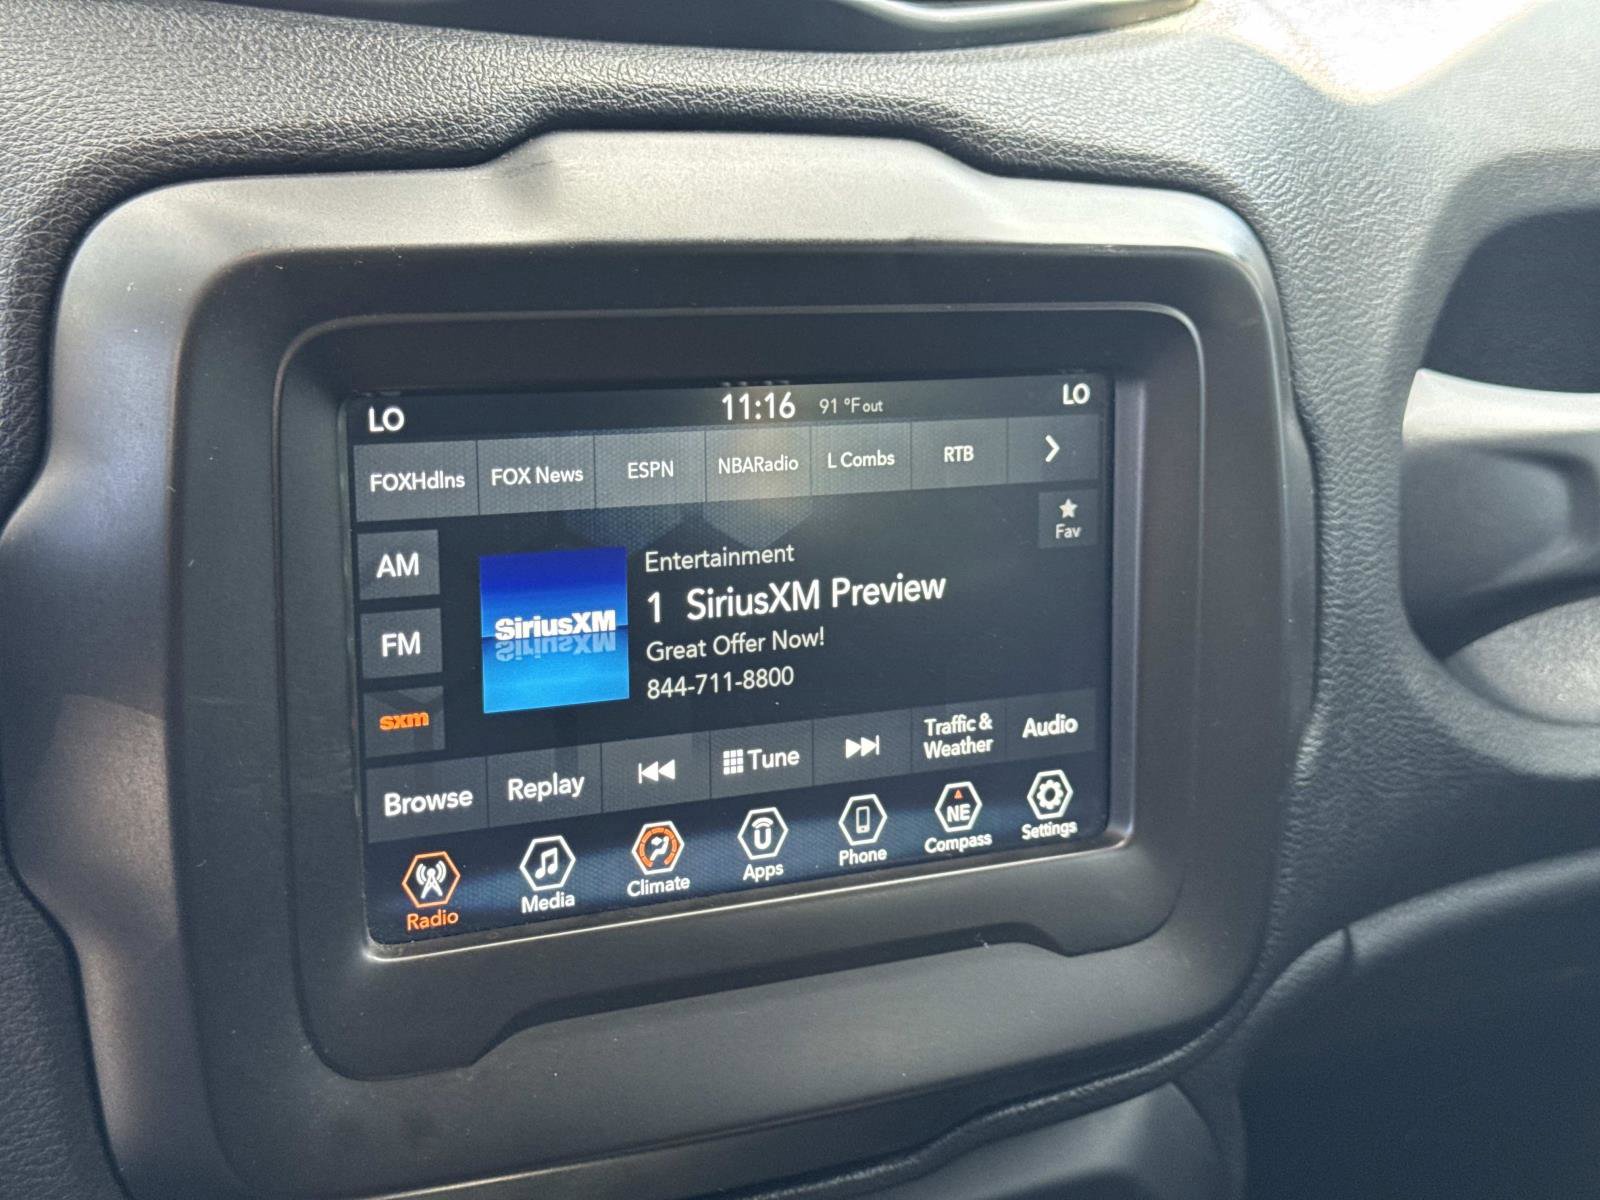 LO 11:16 91 °F out LO
FOXHdlns FOX News ESPN NBARadio L Combs RTB
Fav
AM
FM
sxm
SiriusXM
Entertainment
1 SiriusXM Preview
Great Offer Now!
844-711-8800
Browse Replay Tune Traffic & Weather Audio
U NE
Radio Media Climate Apps Phone Compass Settings